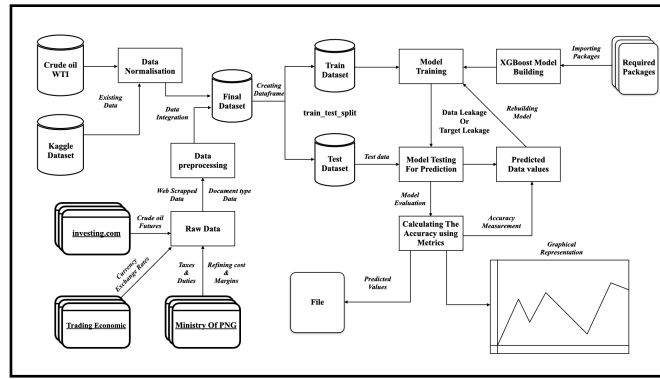 Crude oil
WTI
Data
Normalisation
Existing
Data
Kaggle
Dataset
Data
Integration
Final
Dataset
Creating
Dataframe
Train
Dataset
train_test_split
Test
Dataset
Test data
Model
Training
XGBoost Model
Building
Importing
Packages
Required
Packages
Data Leakage
Or
Target Leakage
Rebuilding
Model
Model Testing
For Prediction
Predicted
Data values
Model
Evaluation
Accuracy
Measurement
Calculating The
Accuracy using
Metrics
Data
preprocessing
Web Scrapped
Data
Document type
Data
investing.com
Crude oil
Futures
Raw Data
Currency
Exchange Rates
Taxes
&
Duties
Refining cost
&
Margins
Trading Economic
Ministry Of PNG
File
Predicted
Values
Graphical
Representation